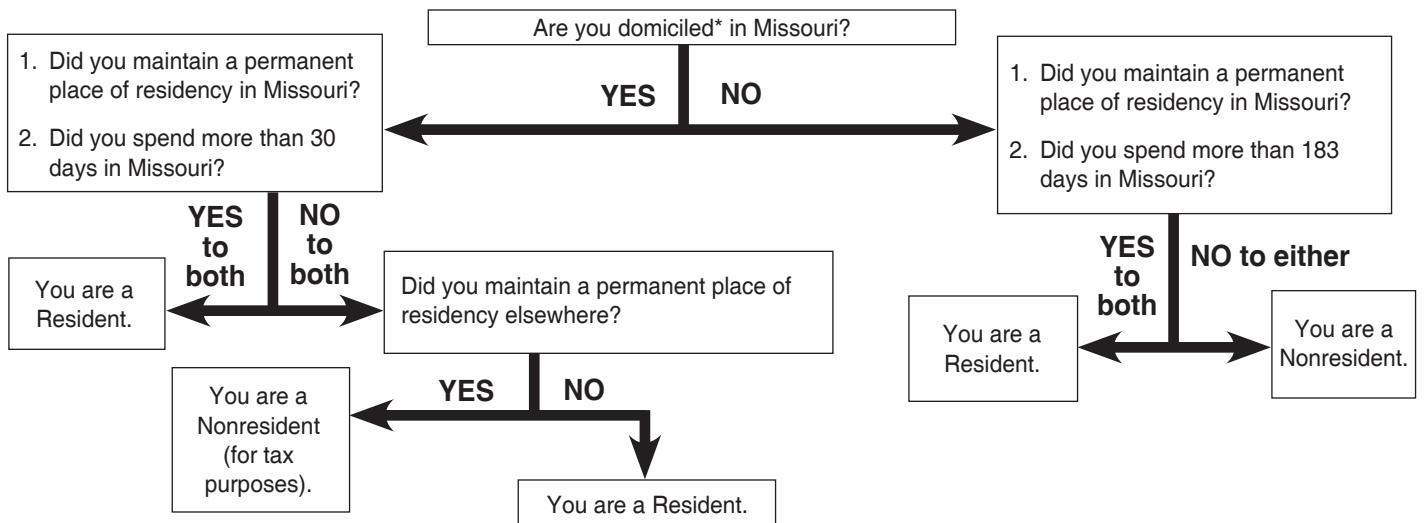 Are you domiciled* in Missouri?
YES
NO
1. Did you maintain a permanent
place of residency in Missouri?
2. Did you spend more than 30
days in Missouri?
1. Did you maintain a permanent
place of residency in Missouri?
2. Did you spend more than 183
days in Missouri?
YES
to
both
NO
to
both
YES
to
both
NO to either
You are a
Resident.
Did you maintain a permanent place of
residency elsewhere?
You are a
Resident.
You are a
Nonresident.
YES
NO
You are a
Nonresident
(for tax
purposes).
You are a Resident.